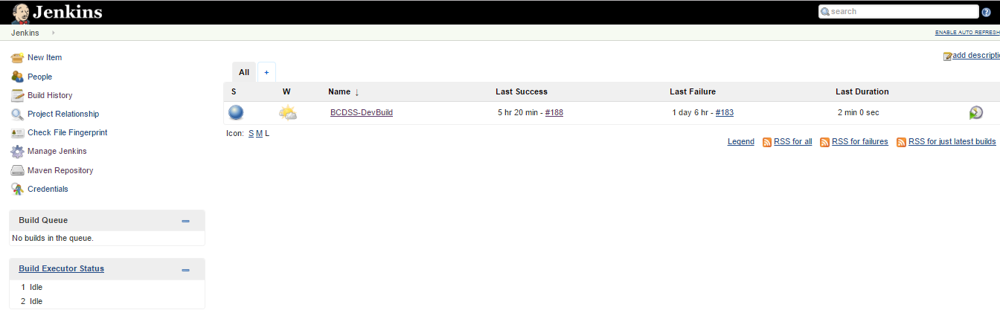 Jenkins
search
Jenkins
ENABLE AUTO REFRESH
New Item
People
Build History
Project Relationship
Check File Fingerprint
Manage Jenkins
Maven Repository
Credentials
Build Queue
No builds in the queue.
Build Executor Status
1 Idle
2 Idle
add descripti
All +
S W Name ↓ Last Success Last Failure Last Duration
BCDSS-DevBuild 5 hr 20 min - #188 1 day 6 hr - #183 2 min 0 sec
Icon: S M L
Legend RSS for all RSS for failures RSS for just latest builds